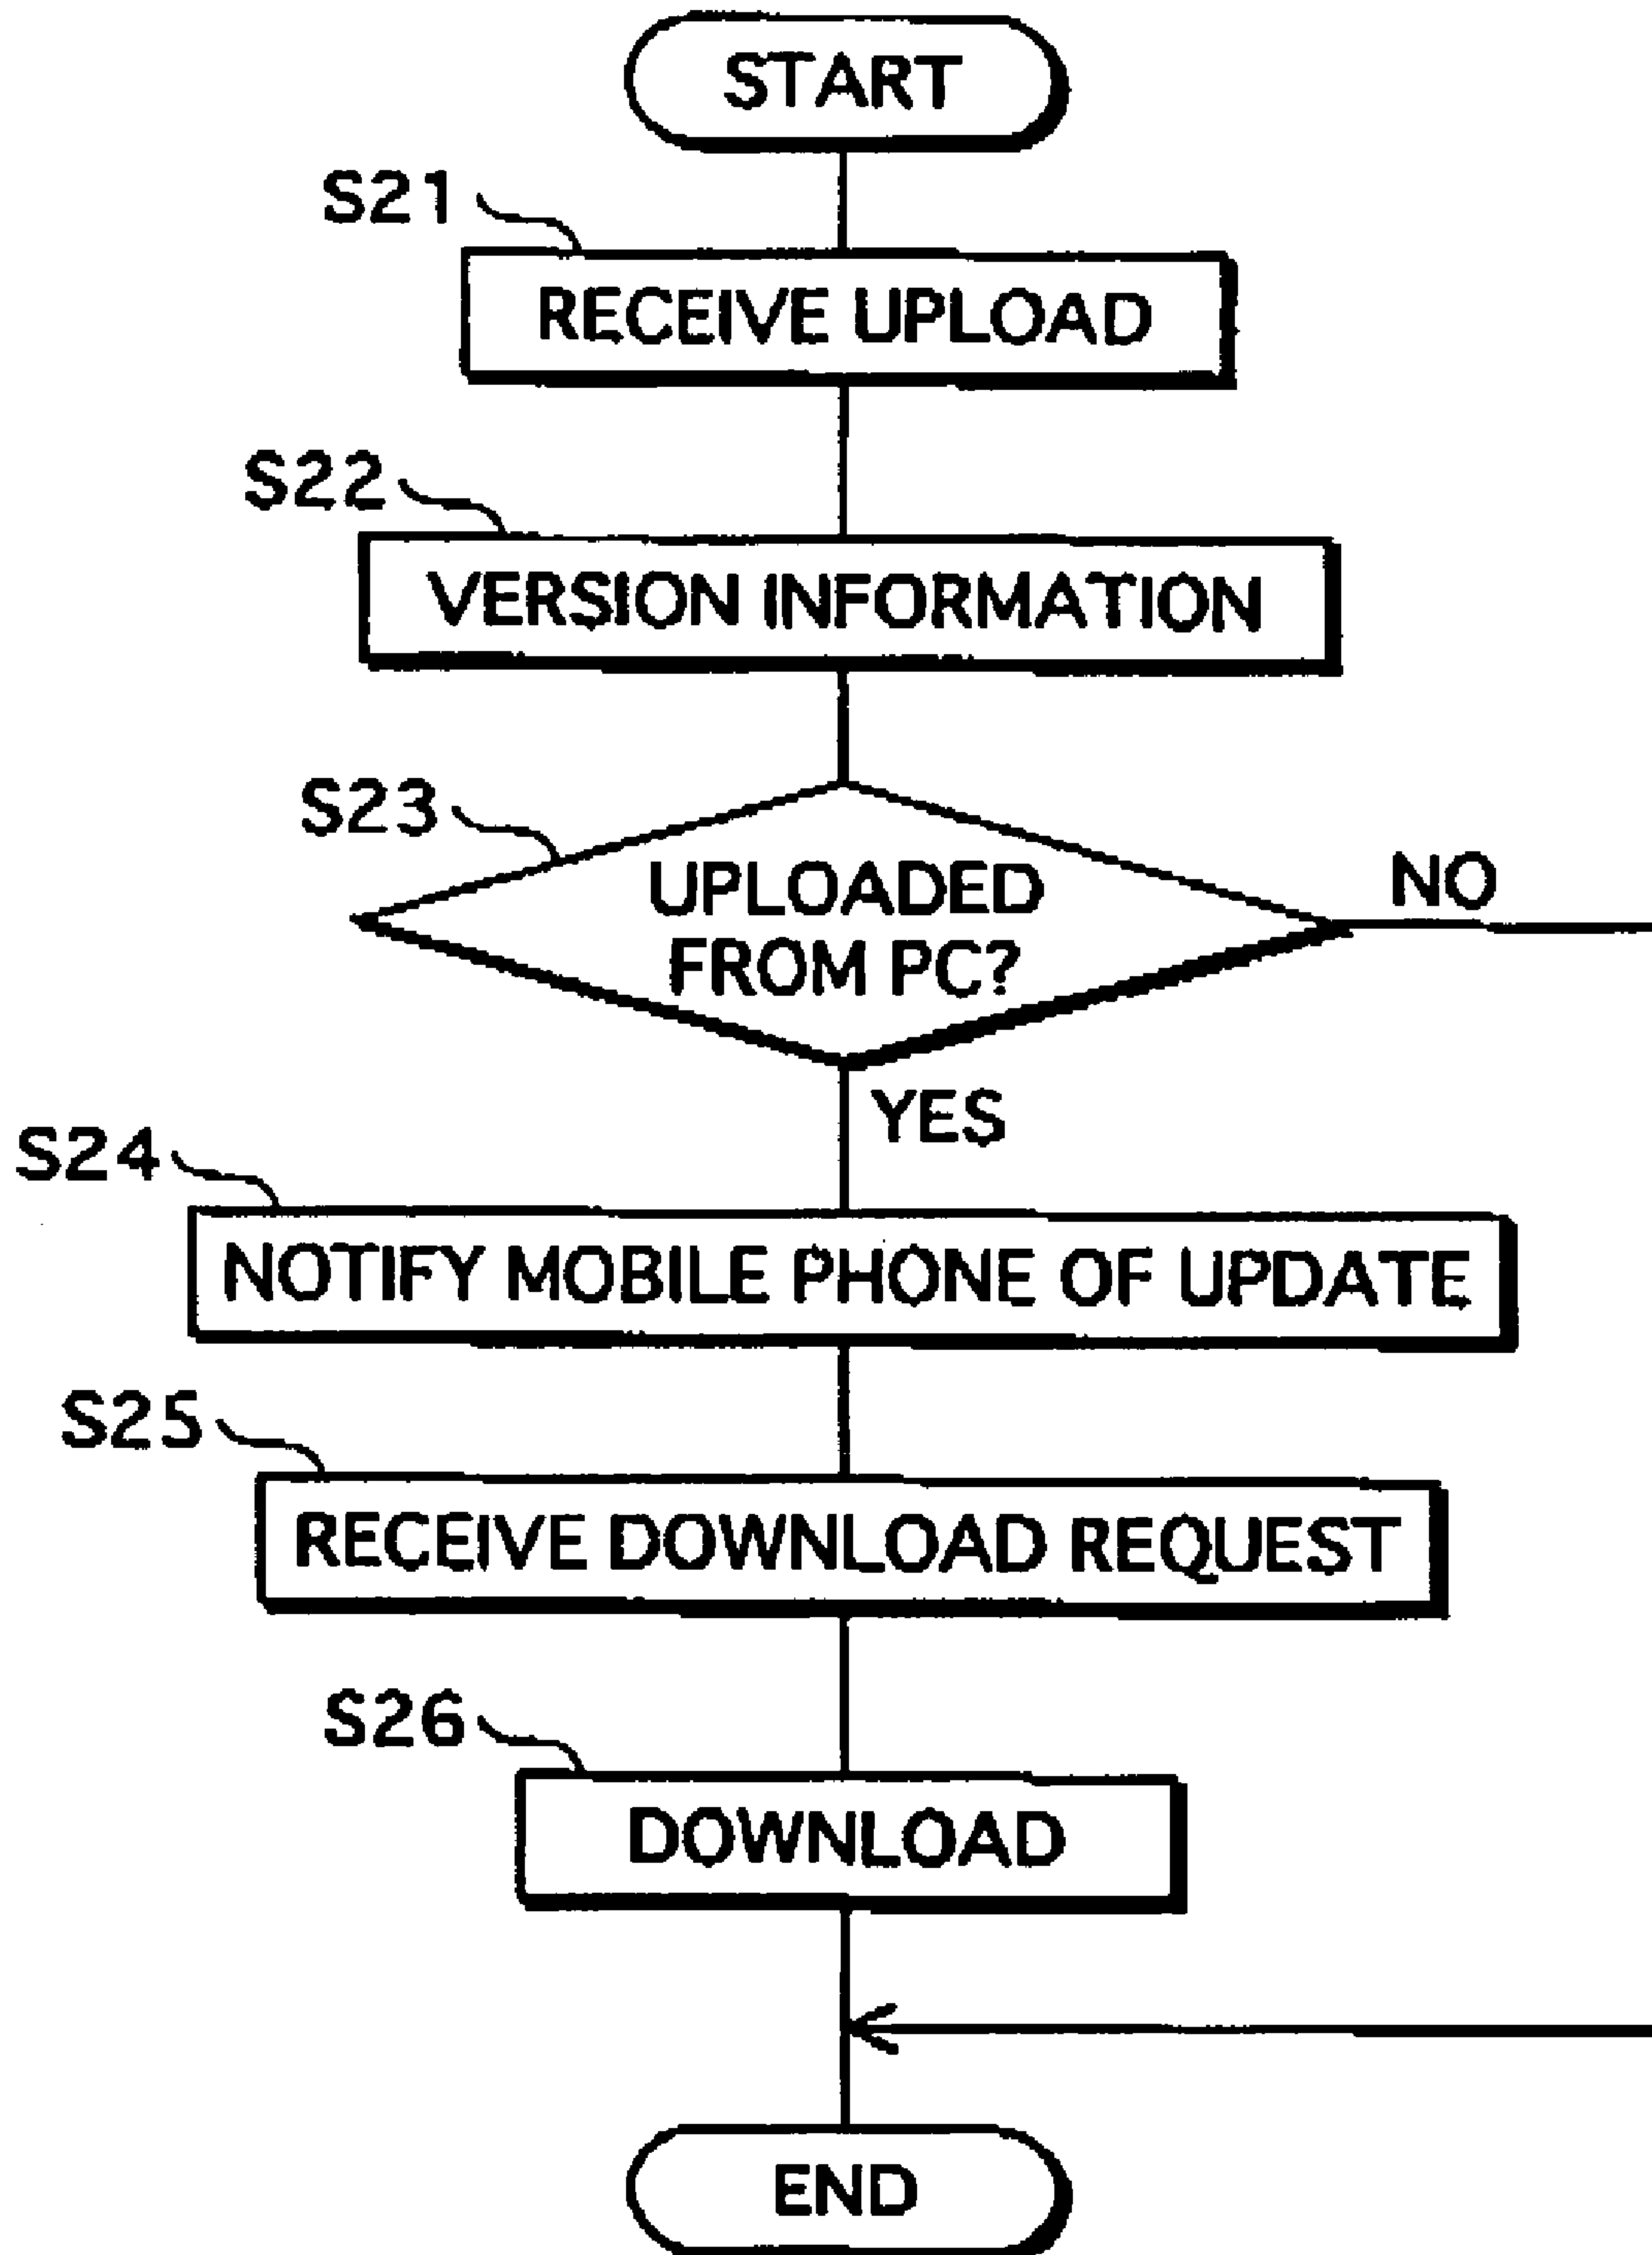 START
S21
RECEIVE UPLOAD
S22
VERSION INFORMATION
S23
UPLOADED
FROM PC?
NO
YES
S24
NOTIFY MOBILE PHONE OF UPDATE
S25
RECEIVE DOWNLOAD REQUEST
S26
DOWNLOAD
END